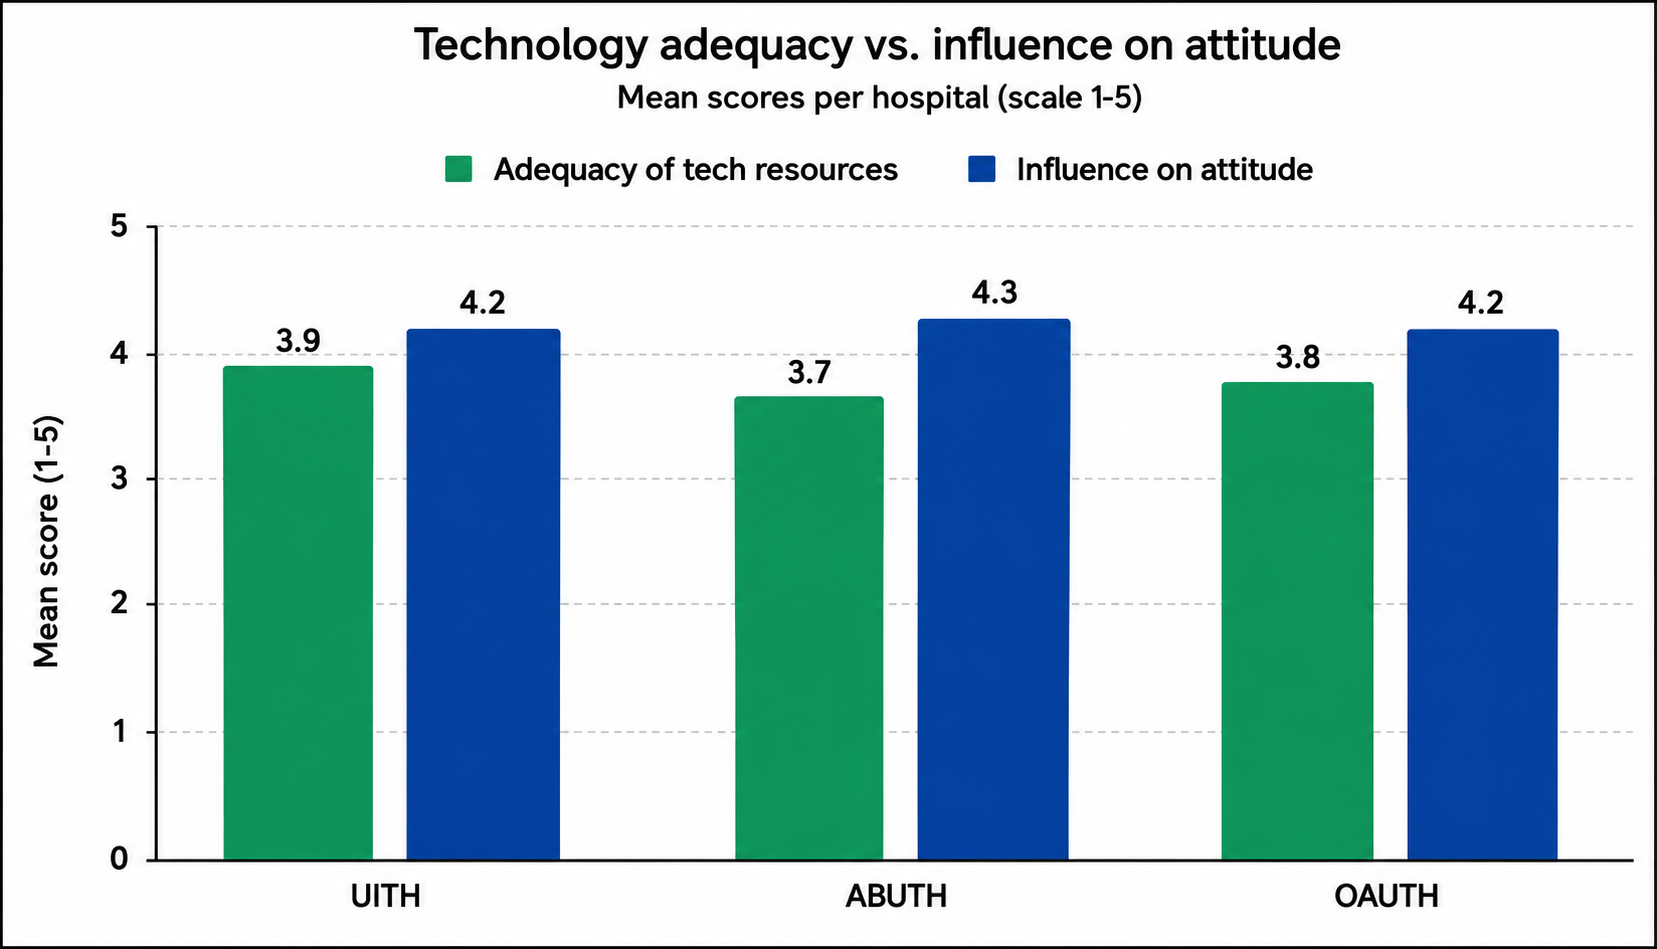 Technology adequacy vs. influence on attitude
Mean scores per hospital (scale 1-5)
Adequacy of tech resources
Influence on attitude
Mean score (1-5)
5
4
3
2
1
0
3.9
4.2
3.7
4.3
3.8
4.2
UITH
ABUTH
OAUTH